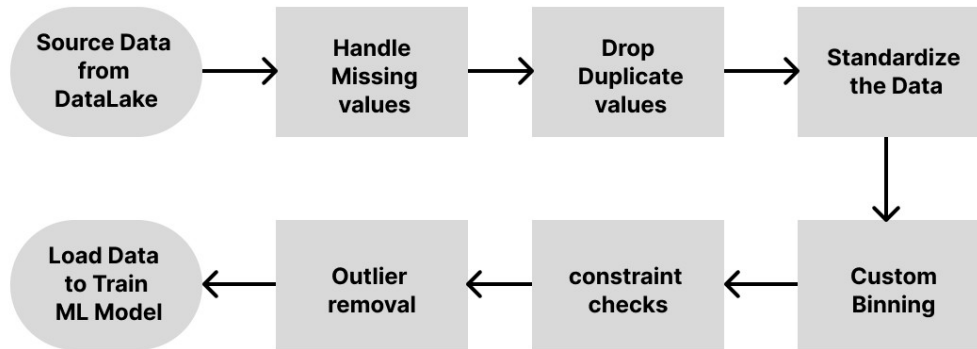 Source Data
from
DataLake
Handle
Missing
values
Drop
Duplicate
values
Standardize
the Data
Custom
Binning
constraint
checks
Outlier
removal
Load Data
to Train
ML Model